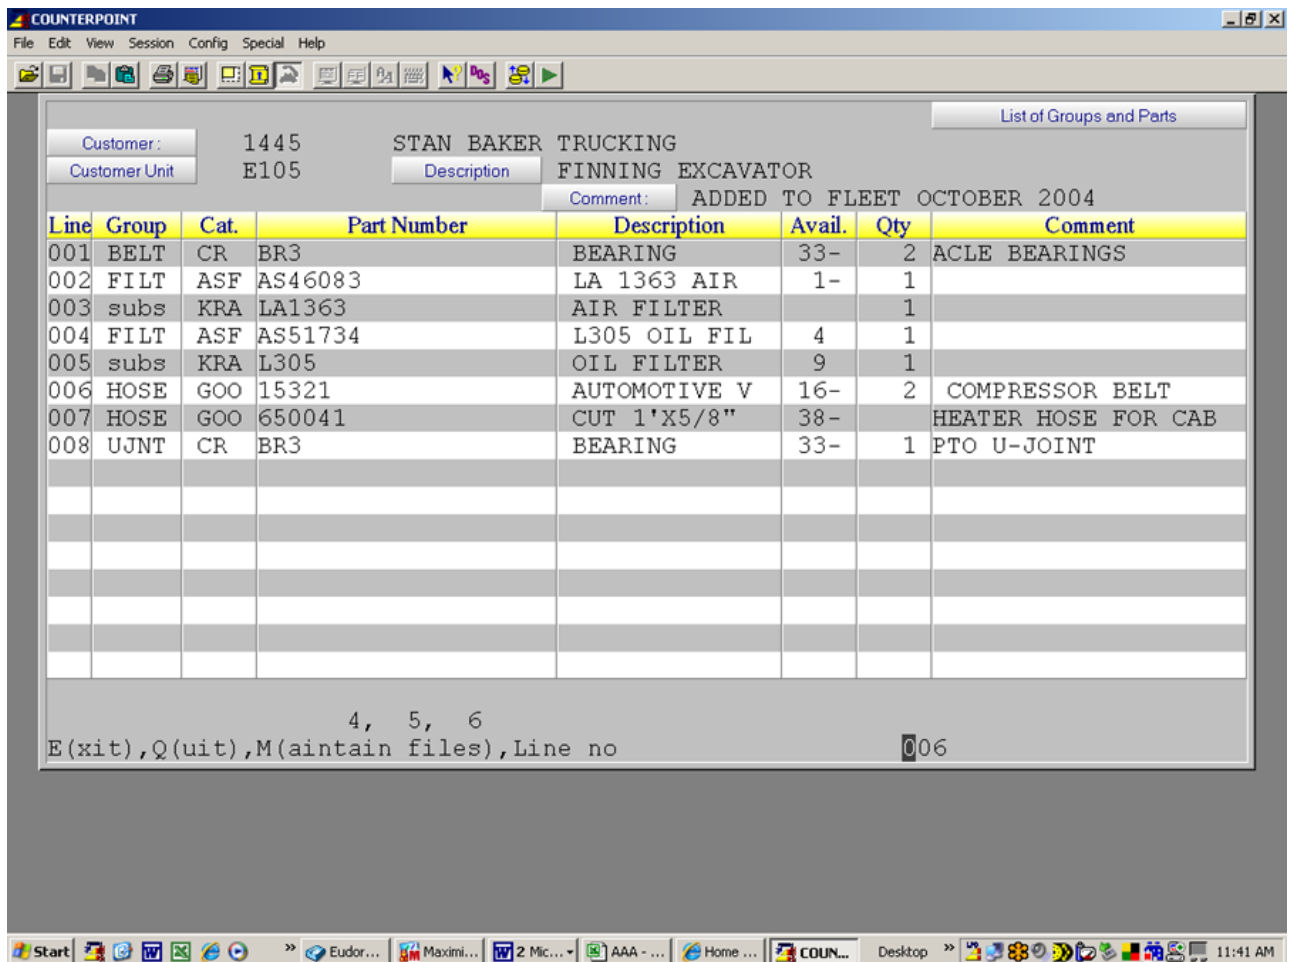 COUNTERPOINT
File Edit View Session Config Special Help
List of Groups and Parts
Customer: 1445 STAN BAKER TRUCKING
Customer Unit E105 Description FINNING EXCAVATOR
Comment: ADDED TO FLEET OCTOBER 2004
Line Group Cat. Part Number Description Avail. Qty Comment
001 BELT CR BR3 BEARING 33- 2 ACLE BEARINGS
002 FILT ASF AS46083 LA 1363 AIR 1- 1
003 subs KRA LA1363 AIR FILTER 1
004 FILT ASF AS51734 L305 OIL FIL 4 1
005 subs KRA L305 OIL FILTER 9 1
006 HOSE GOO 15321 AUTOMOTIVE V 16- 2 COMPRESSOR BELT
007 HOSE GOO 650041 CUT 1'X5/8" 38- HEATER HOSE FOR CAB
008 UJNT CR BR3 BEARING 33- 1 PTO U-JOINT
4, 5, 6
E(xit),Q(uit),M(aintain files),Line no 006
Start » Eudor... Maximi... 2 Mic... AAA - ... Home ... COUN... Desktop » 11:41 AM